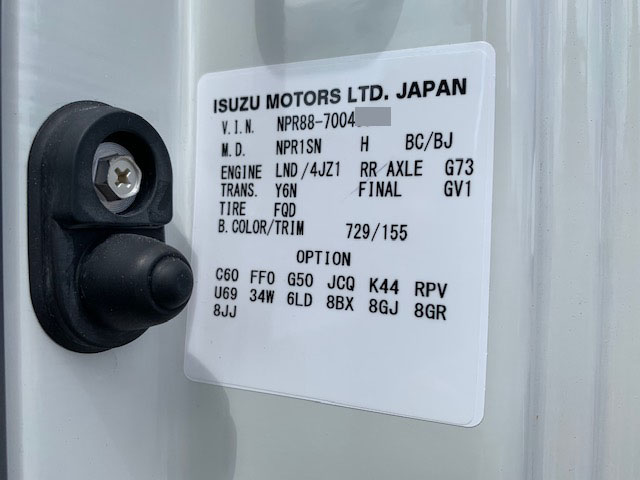 ISUZU MOTORS LTD. JAPAN
V.I.N. NPR88-7004
M.D. NPR1SN H BC/BJ
ENGINE LND/4JZ1 RR AXLE G73
TRANS. Y6N FINAL GV1
TIRE FQD
B.COLOR/TRIM 729/155
OPTION
C60 FF0 G50 JCQ K44 RPV
U69 34W 6LD 8BX 8GJ 8GR
8JJ